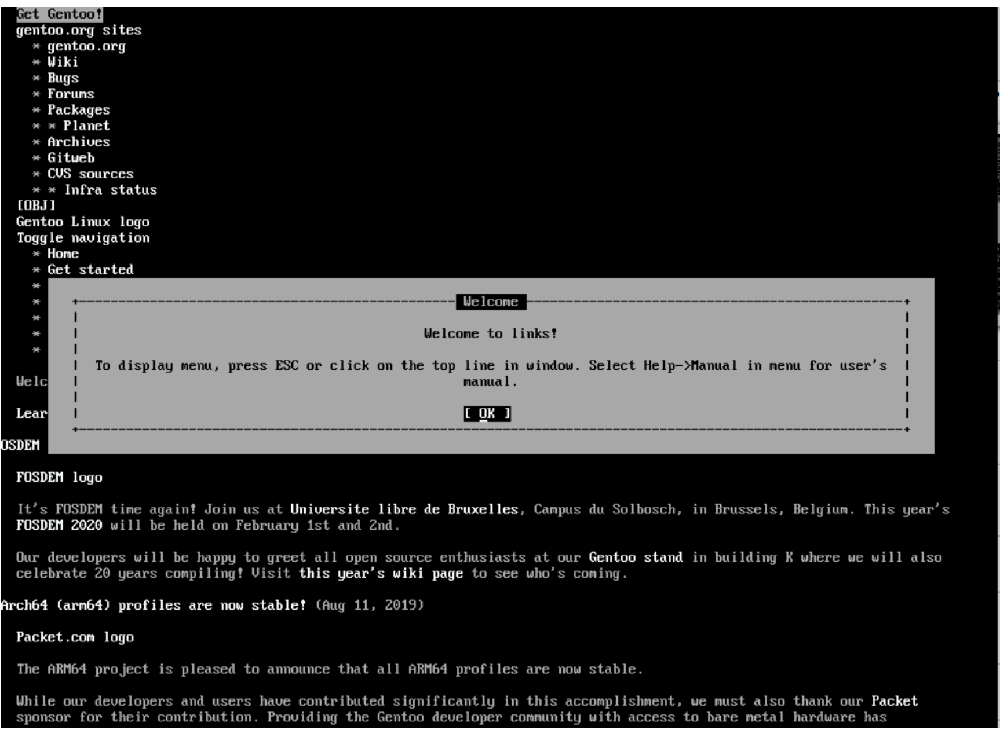 Get Gentoo!
gentoo.org sites
* gentoo.org
* Wiki
* Bugs
* Forums
* Packages
* * Planet
* Archives
* Gitweb
* CVS sources
* * Infra status
[OBJ]
Gentoo Linux logo
Toggle navigation
* Home
* Get started
*
*
*
*
*
Welcome
Welcome to links!
To display menu, press ESC or click on the top line in window. Select Help->Manual in menu for user's
manual.
[ OK ]
Welc
Lear
OSDEM
FOSDEM logo
It's FOSDEM time again! Join us at Universite libre de Bruxelles, Campus du Solbosch, in Brussels, Belgium. This year's
FOSDEM 2020 will be held on February 1st and 2nd.
Our developers will be happy to greet all open source enthusiasts at our Gentoo stand in building K where we will also
celebrate 20 years compiling! Visit this year's wiki page to see who's coming.
Arch64 (arm64) profiles are now stable! (Aug 11, 2019)
Packet.com logo
The ARM64 project is pleased to announce that all ARM64 profiles are now stable.
While our developers and users have contributed significantly in this accomplishment, we must also thank our Packet
sponsor for their contribution. Providing the Gentoo developer community with access to bare metal hardware has